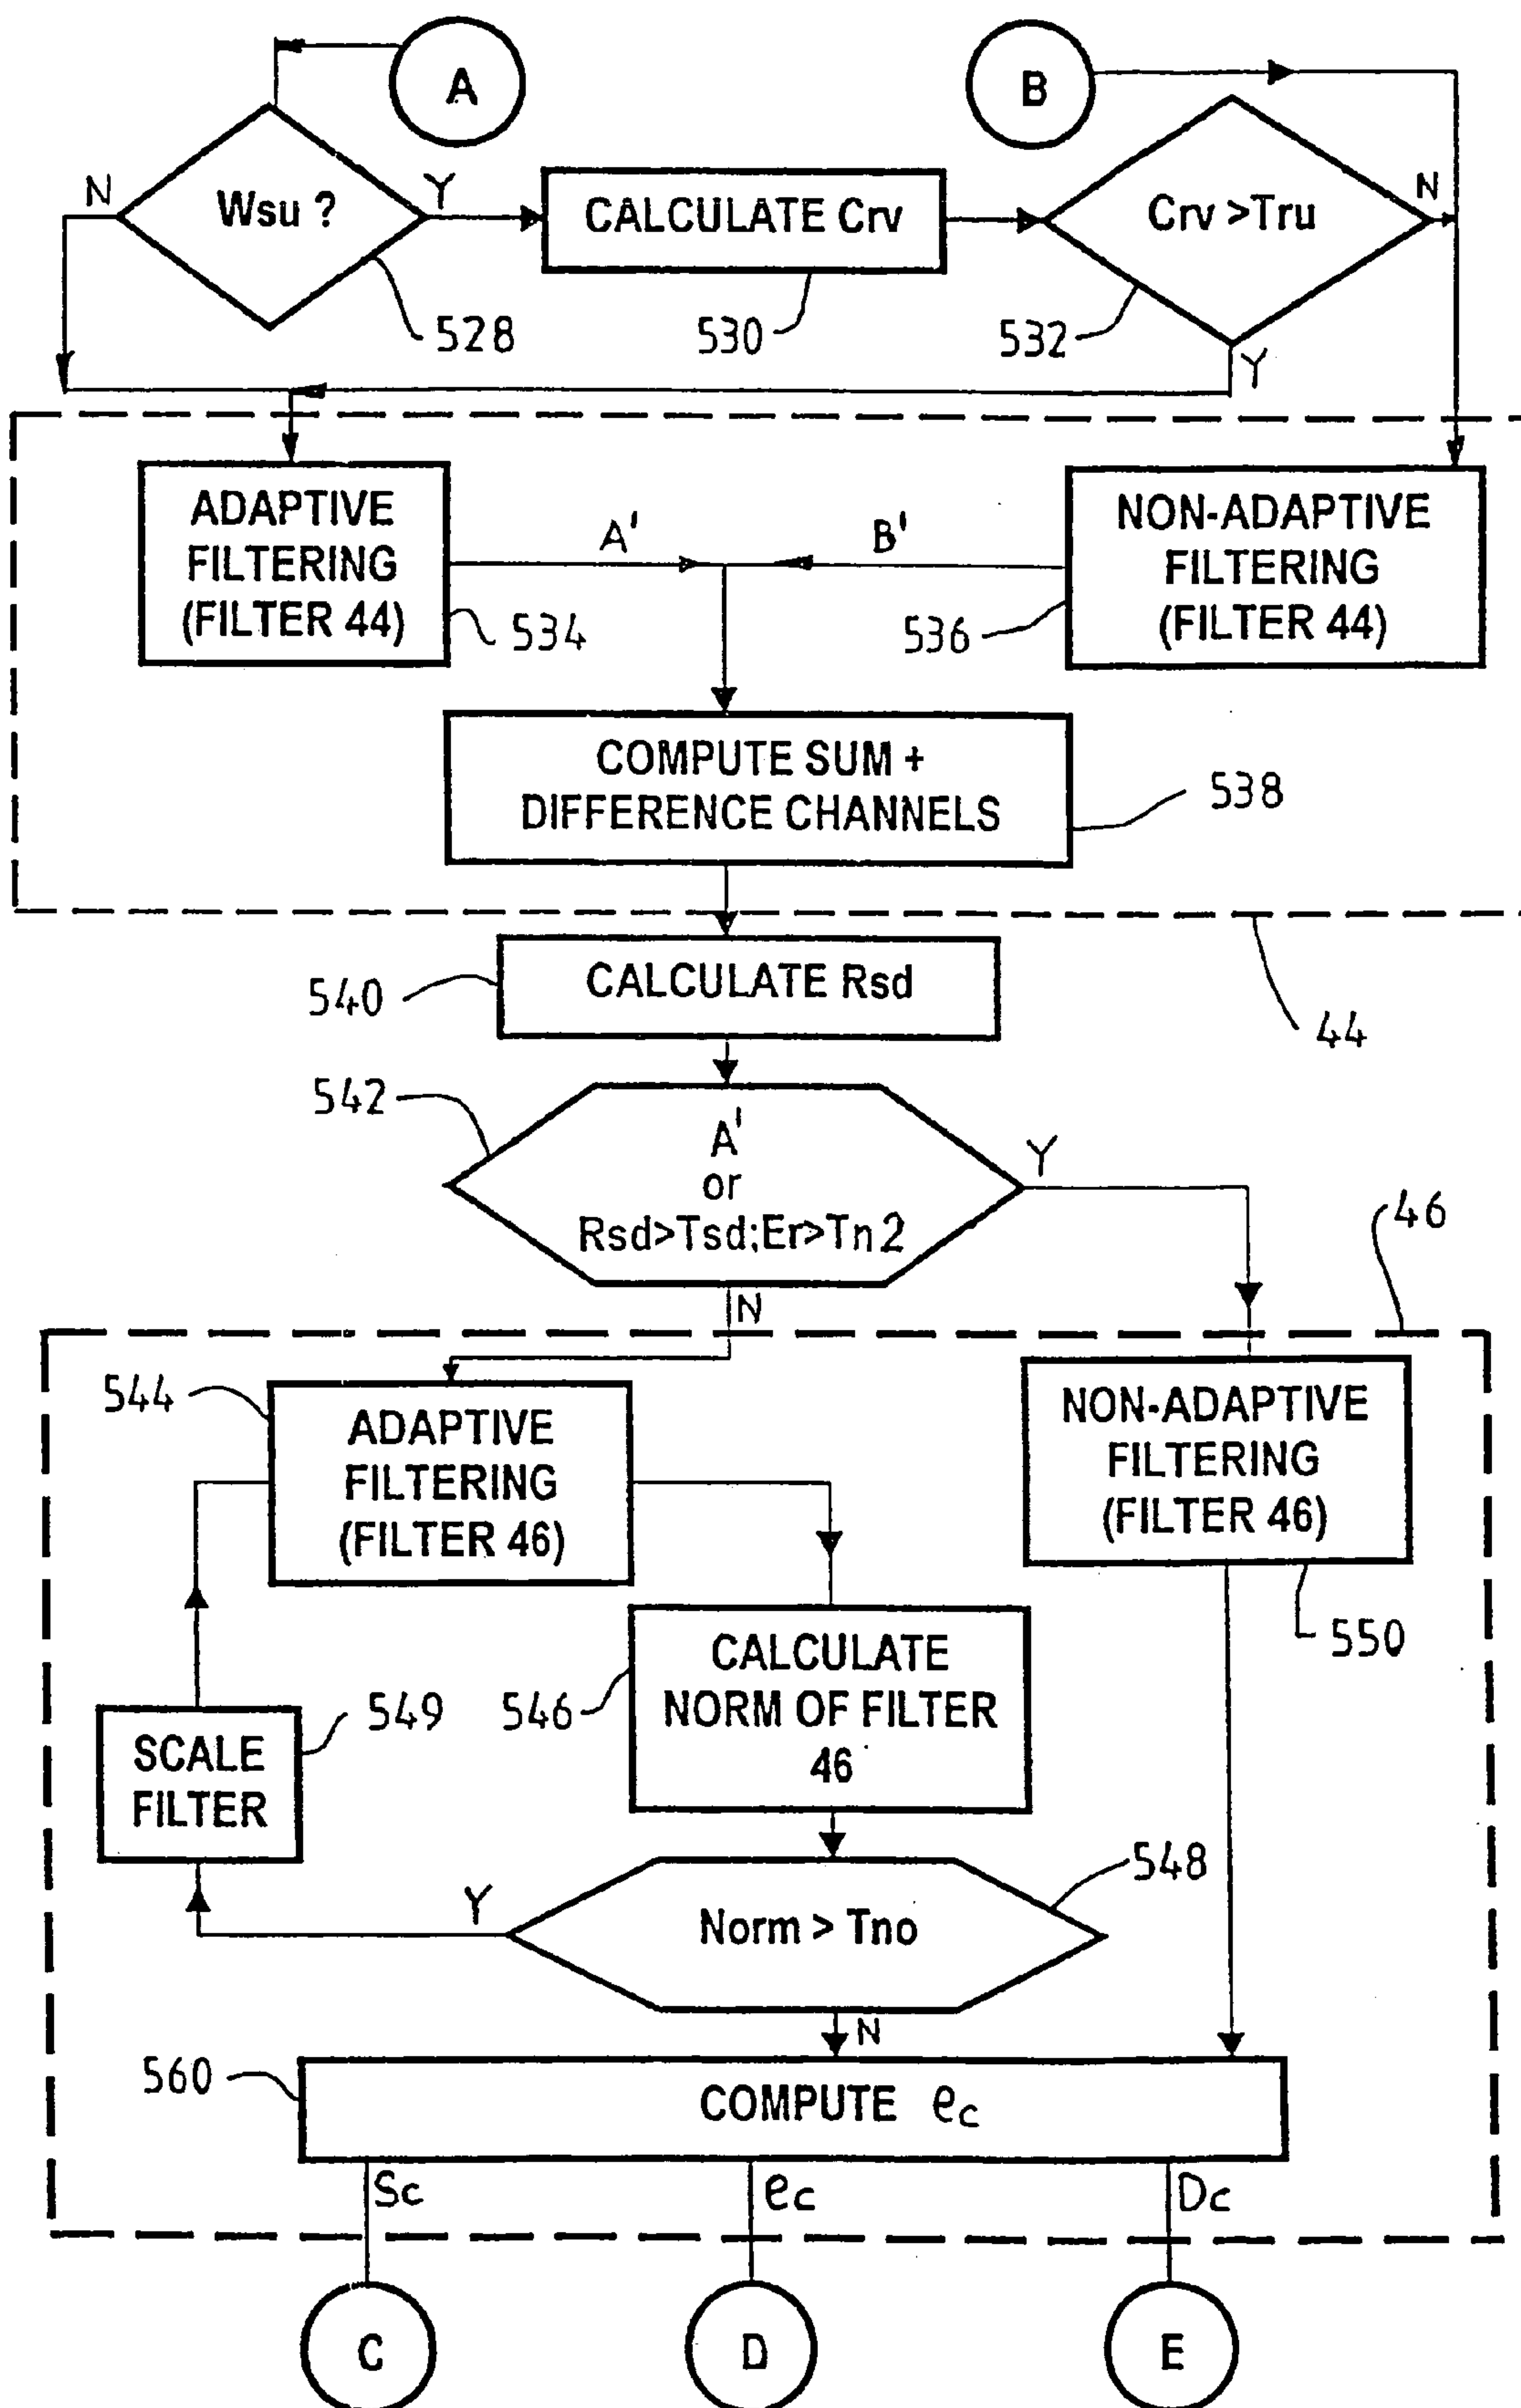 A
B
N
Wsu ?
Y
CALCULATE Crv
Crv >Tru
N
528
530
532
Y
ADAPTIVE
FILTERING
(FILTER 44)
A'
B'
NON-ADAPTIVE
FILTERING
(FILTER 44)
534
536
COMPUTE SUM +
DIFFERENCE CHANNELS
538
CALCULATE Rsd
540
44
542
A'
or
Rsd>Tsd;Er>Tn2
Y
N
46
544
ADAPTIVE
FILTERING
(FILTER 46)
NON-ADAPTIVE
FILTERING
(FILTER 46)
550
CALCULATE
NORM OF FILTER
46
546
549
SCALE
FILTER
548
Y
Norm > Tno
N
560
COMPUTE ec
Sc
ec
Dc
C
D
E